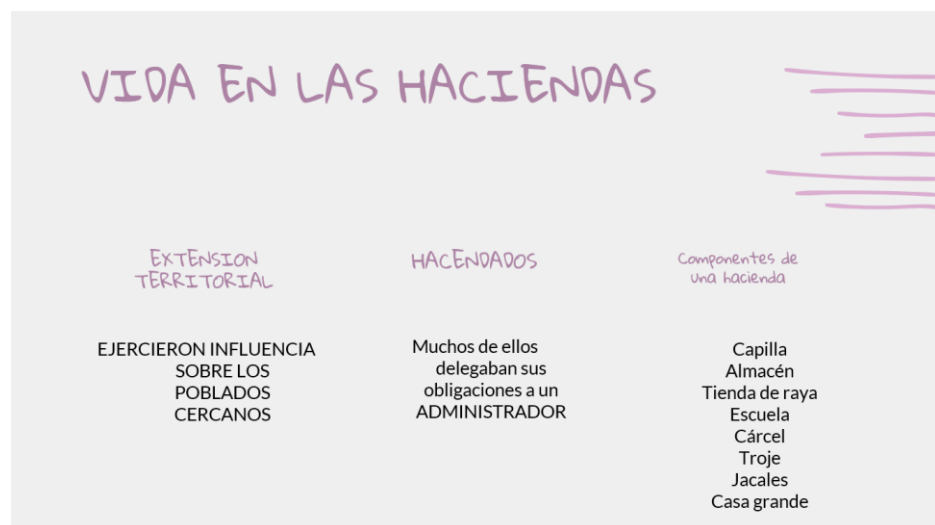 VIDA EN LAS HACIENDAS
EXTENSION
TERRITORIAL
EJERCIERON INFLUENCIA
SOBRE LOS
POBLADOS
CERCANOS
HACENDADOS
Muchos de ellos
delegaban sus
obligaciones a un
ADMINISTRADOR
Componentes de
una hacienda
Capilla
Almacén
Tienda de raya
Escuela
Cárcel
Troje
Jacales
Casa grande